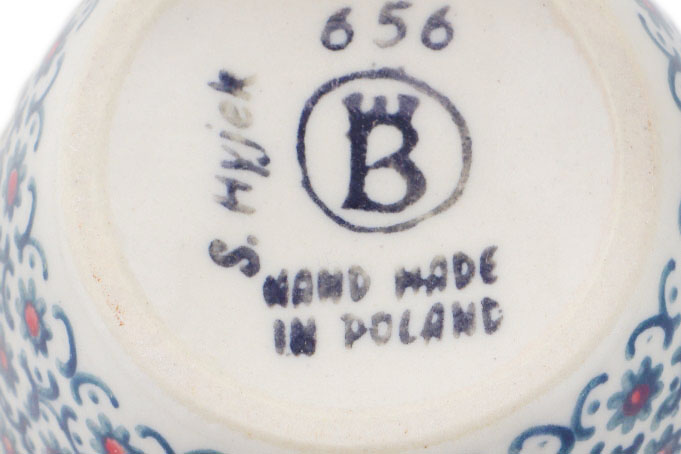 656
B
S. Hyjek
HAND MADE
IN POLAND